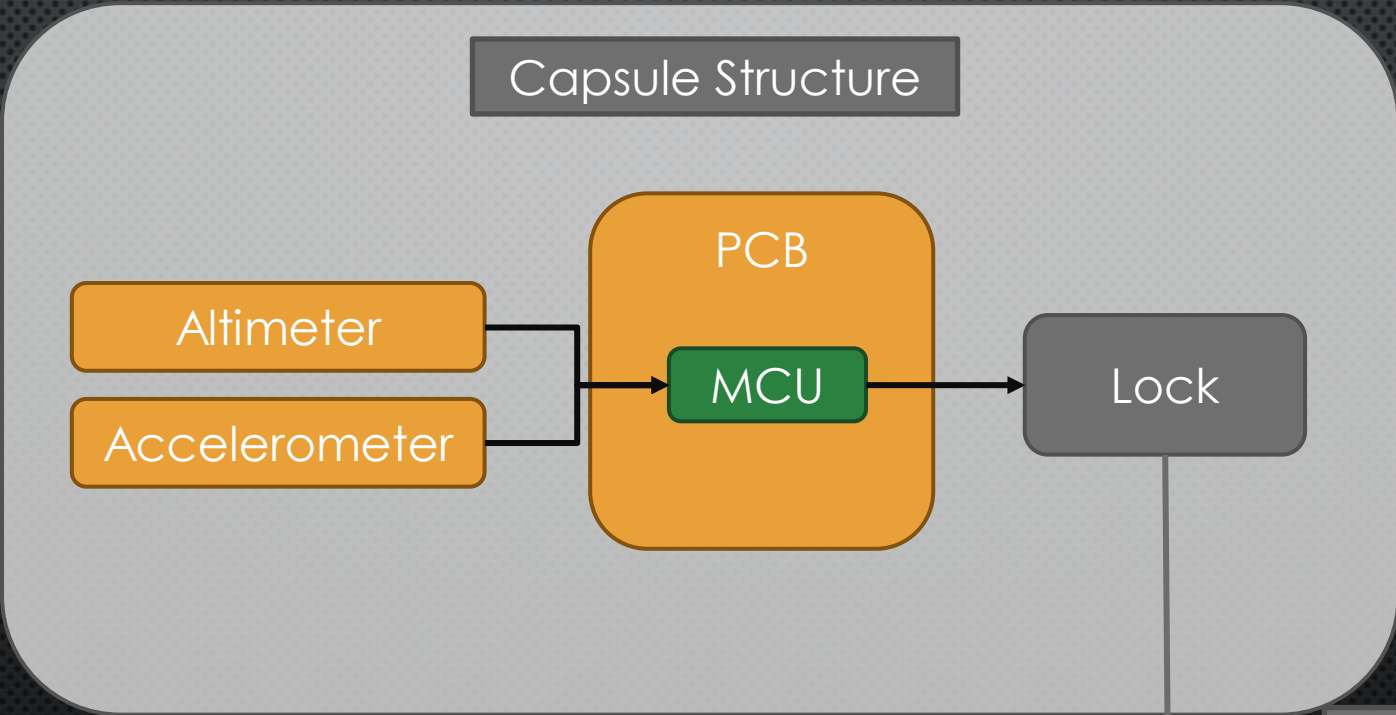 Capsule Structure
PCB
Altimeter
MCU
Lock
Accelerometer